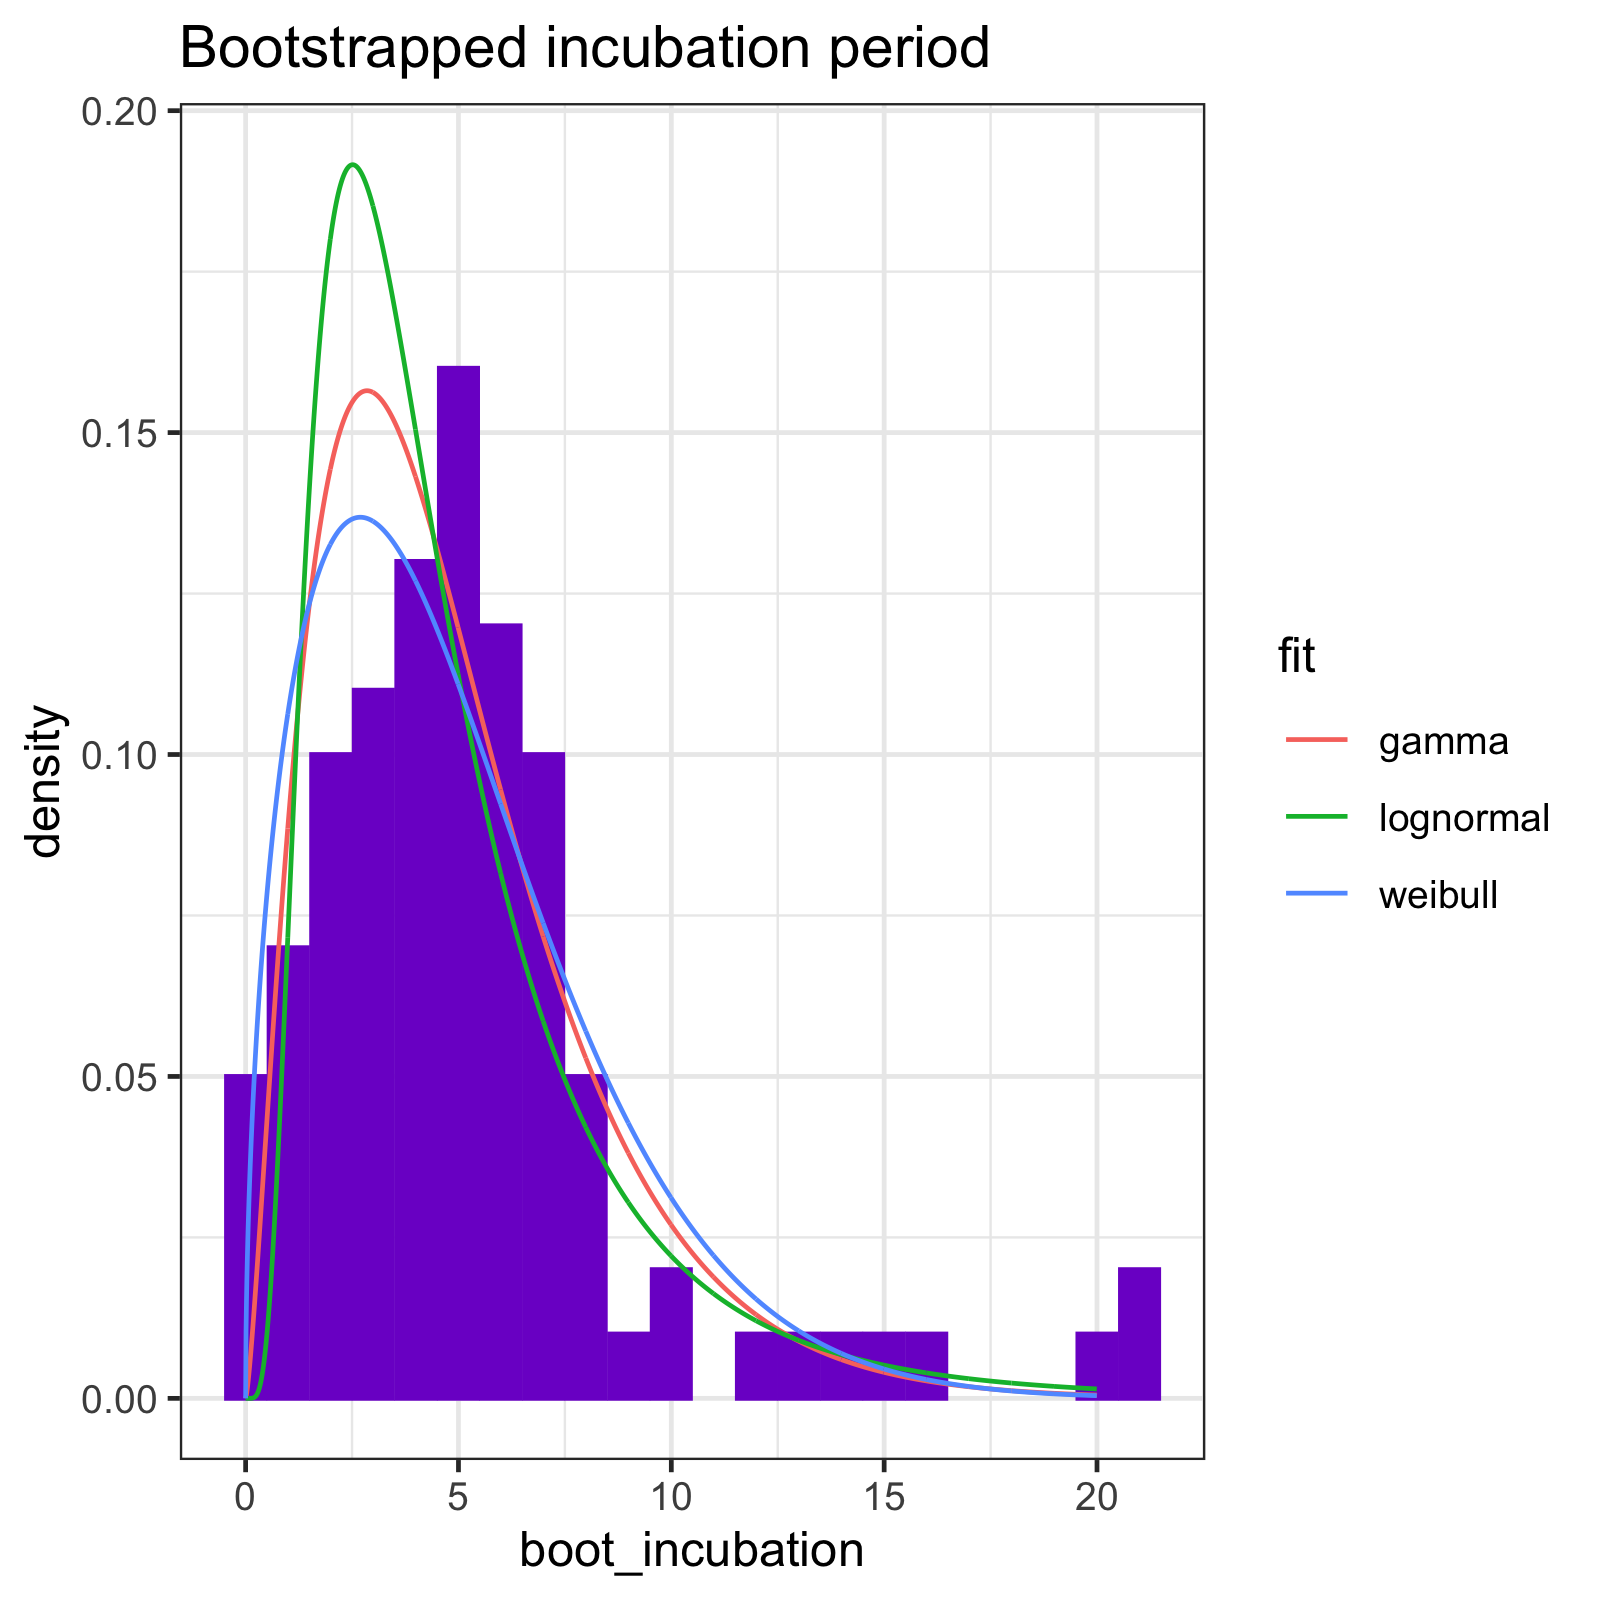 Bootstrapped incubation period
0.20
0.15
0.10
0.05
0.00
density
0 5 10 15 20
boot_incubation
fit
gamma
lognormal
weibull